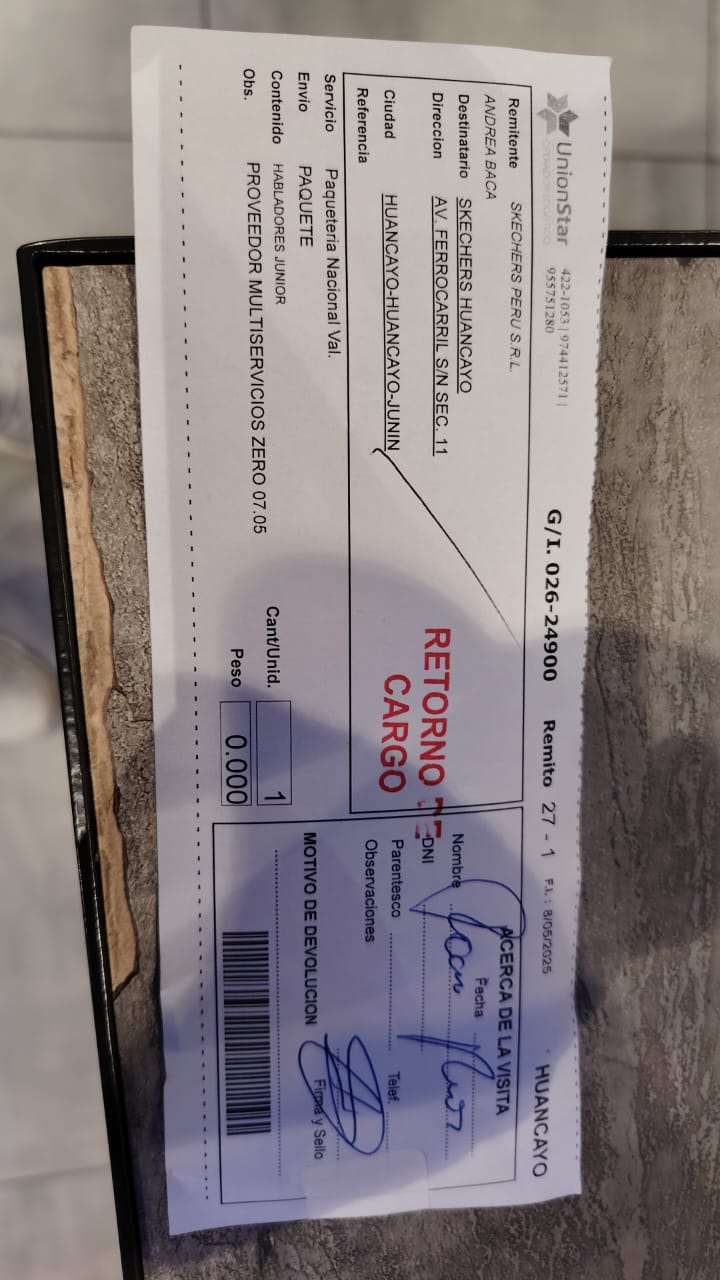 UnionStar 422-1053 | 974412571 |
955751280
G/I. 026-24900 Remito 27 - 1 F.I. : 8/05/2025 HUANCAYO
Remitente SKECHERS PERU S.R.L.
ANDREA BACA
Destinatario SKECHERS HUANCAYO
Direccion AV. FERROCARRIL S/N SEC. 11
Ciudad HUANCAYO-HUANCAYO-JUNIN
Referencia
RETORNO DE
CARGO
Servicio Paqueteria Nacional Val.
Envio PAQUETE
Contenido HABLADORES JUNIOR
Obs. PROVEEDOR MULTISERVICIOS ZERO 07.05
Cant/Unid. 1
Peso 0.000
ACERCA DE LA VISITA
Fecha
Nombre
DNI
Parentesco Telef.
Observaciones
MOTIVO DE DEVOLUCION
Firma y Sello